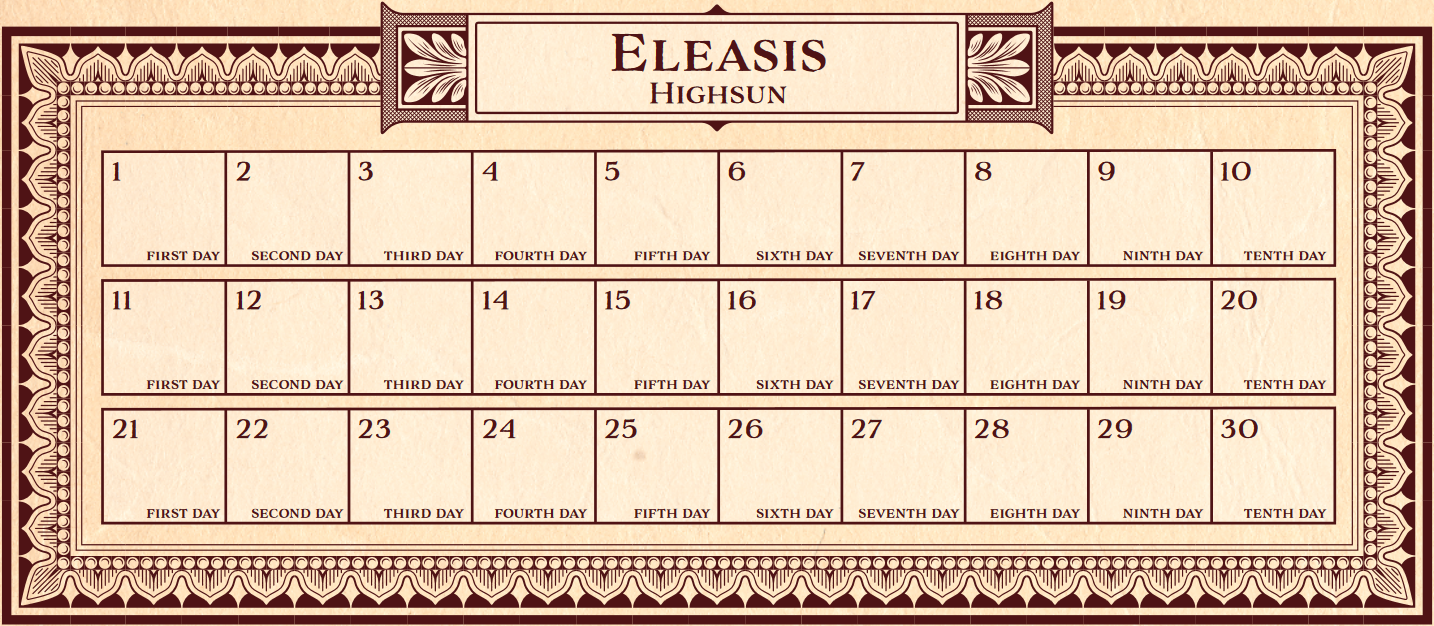 Eleasis
Highsun
1 2 3 4 5 6 7 8 9 10
FIRST DAY SECOND DAY THIRD DAY FOURTH DAY FIFTH DAY SIXTH DAY SEVENTH DAY EIGHTH DAY NINTH DAY TENTH DAY
11 12 13 14 15 16 17 18 19 20
FIRST DAY SECOND DAY THIRD DAY FOURTH DAY FIFTH DAY SIXTH DAY SEVENTH DAY EIGHTH DAY NINTH DAY TENTH DAY
21 22 23 24 25 26 27 28 29 30
FIRST DAY SECOND DAY THIRD DAY FOURTH DAY FIFTH DAY SIXTH DAY SEVENTH DAY EIGHTH DAY NINTH DAY TENTH DAY